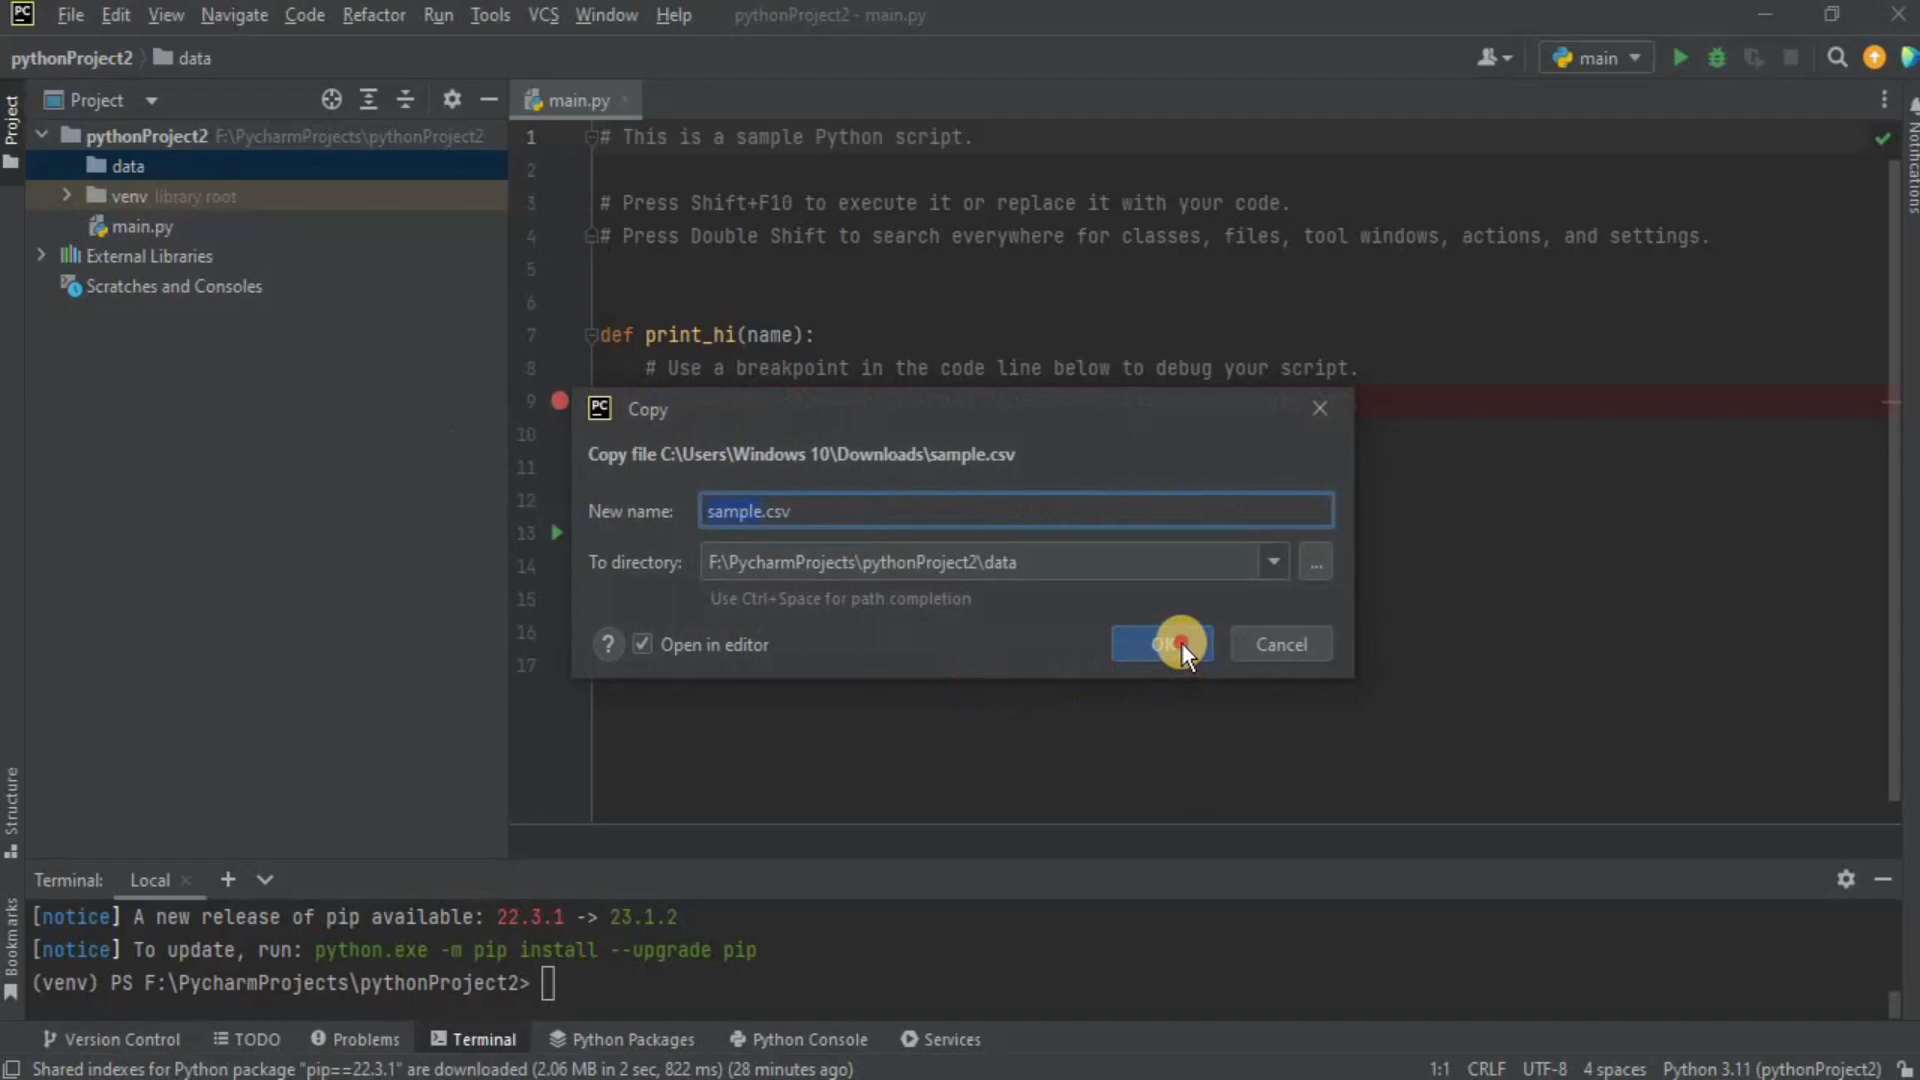 PC File Edit View Navigate Code Refactor Run Tools VCS Window Help pythonProject2 - main.py
pythonProject2 data main
Project
Project
main.py
pythonProject2 F:\PycharmProjects\pythonProject2
data
venv library root
main.py
External Libraries
Scratches and Consoles
1 # This is a sample Python script.
2
3 # Press Shift+F10 to execute it or replace it with your code.
4 # Press Double Shift to search everywhere for classes, files, tool windows, actions, and settings.
5
6
7 def print_hi(name):
8 # Use a breakpoint in the code line below to debug your script.
9
10
11
12
13
14
15
16
17
Notifications
PC Copy
Copy file C:\Users\Windows 10\Downloads\sample.csv
New name: sample.csv
To directory: F:\PycharmProjects\pythonProject2\data ...
Use Ctrl+Space for path completion
? Open in editor OK Cancel
Structure
Bookmarks
Terminal: Local
[notice] A new release of pip available: 22.3.1 -> 23.1.2
[notice] To update, run: python.exe -m pip install --upgrade pip
(venv) PS F:\PycharmProjects\pythonProject2>
Version Control TODO Problems Terminal Python Packages Python Console Services
Shared indexes for Python package "pip==22.3.1" are downloaded (2.06 MB in 2 sec, 822 ms) (28 minutes ago) 1:1 CRLF UTF-8 4 spaces Python 3.11 (pythonProject2)